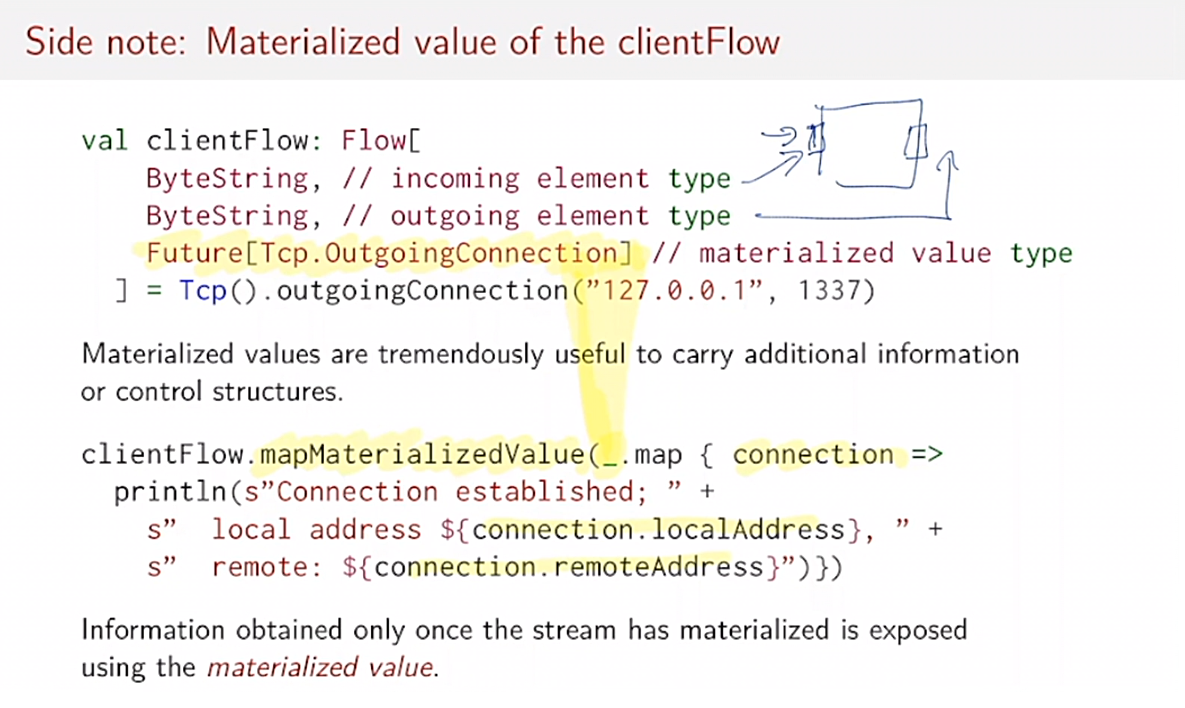 Side note: Materialized value of the clientFlow
val clientFlow: Flow[
ByteString, // incoming element type
ByteString, // outgoing element type
Future[Tcp.OutgoingConnection] // materialized value type
] = Tcp().outgoingConnection(”127.0.0.1”, 1337)
Materialized values are tremendously useful to carry additional information
or control structures.
clientFlow.mapMaterializedValue(_.map { connection =>
println(s”Connection established; ” +
s”  local address ${connection.localAddress}, ” +
s”  remote: ${connection.remoteAddress}”)})
Information obtained only once the stream has materialized is exposed
using the materialized value.